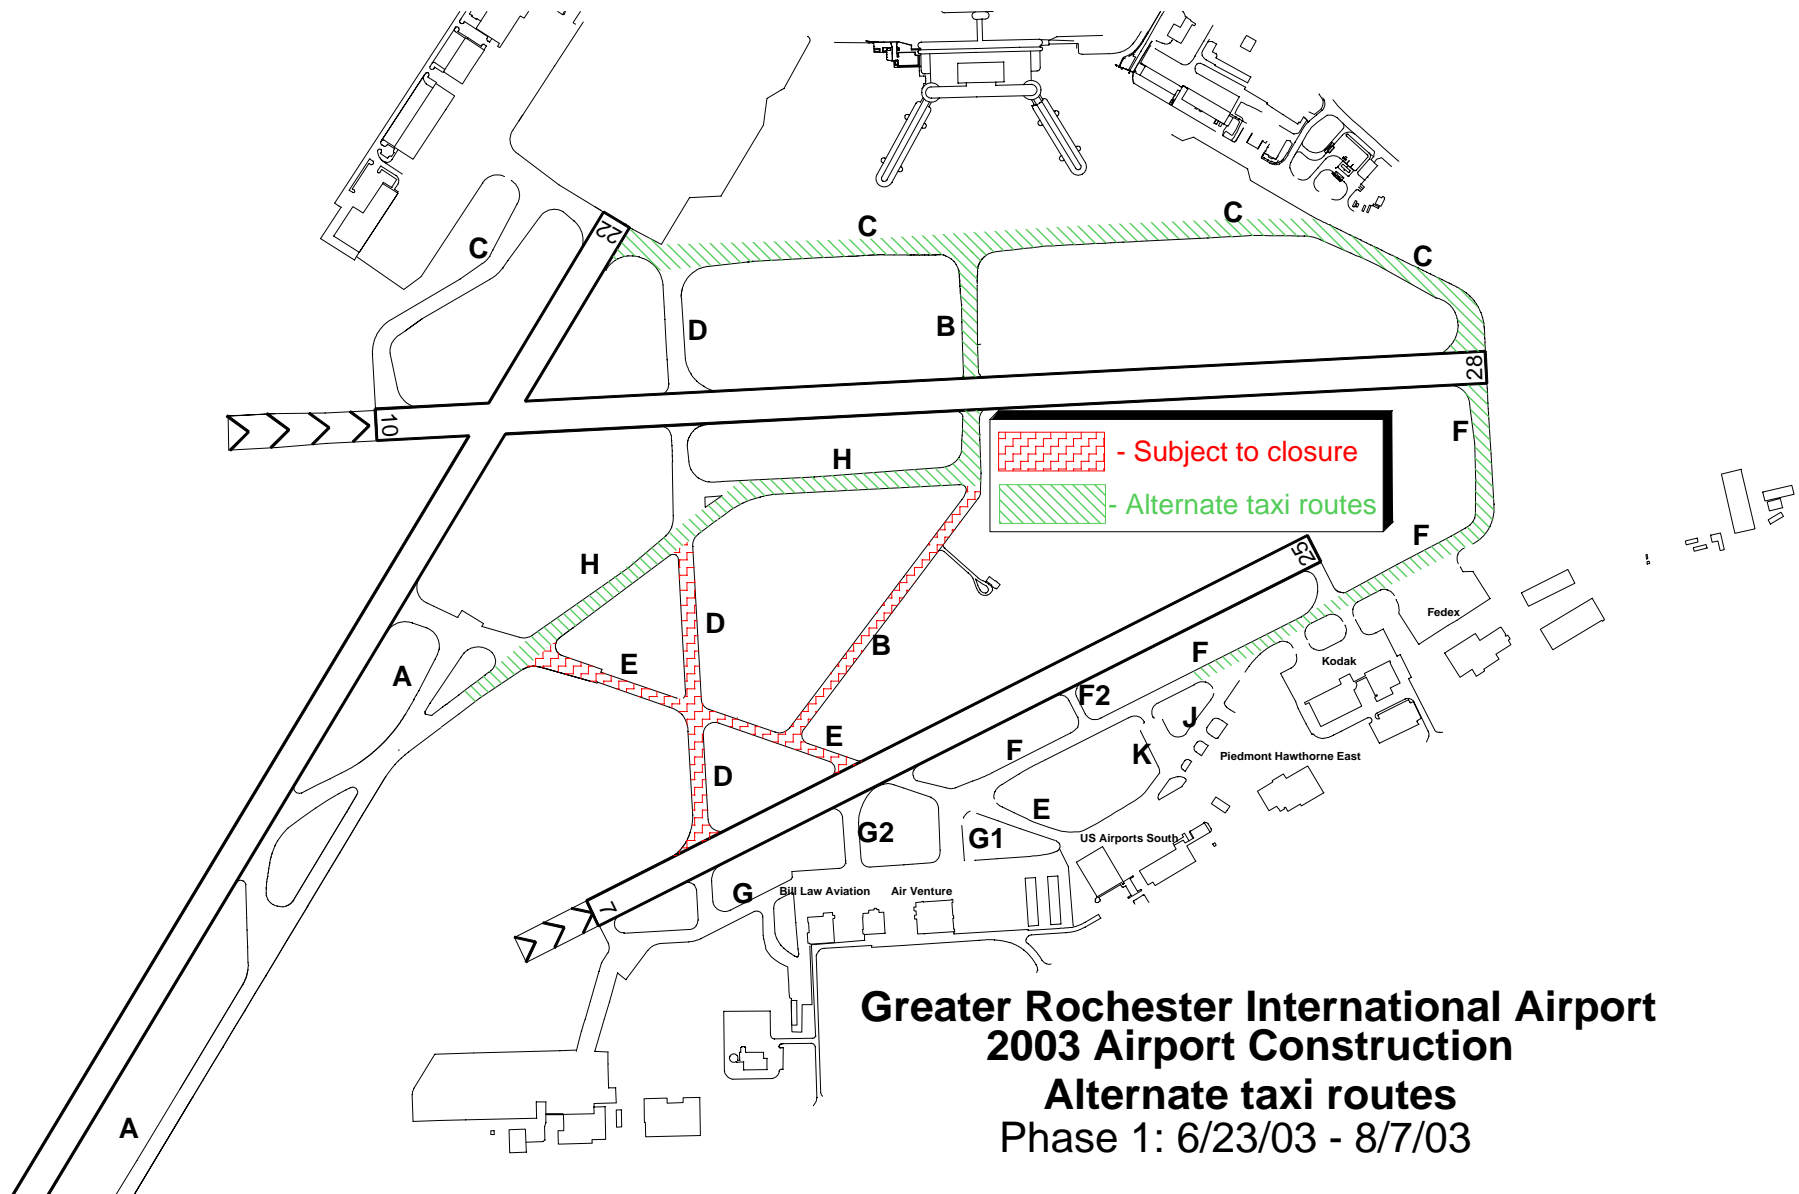 C
C
C
C
22
D
B
28
10
F
H
- Subject to closure
- Alternate taxi routes
F
25
H
D
Fedex
B
E
A
F
Kodak
F2
J
E
F
K
Piedmont Hawthorne East
D
E
G2
G1
US Airports South
G
Bill Law Aviation
Air Venture
7
Greater Rochester International Airport
2003 Airport Construction
Alternate taxi routes
Phase 1: 6/23/03 - 8/7/03
A